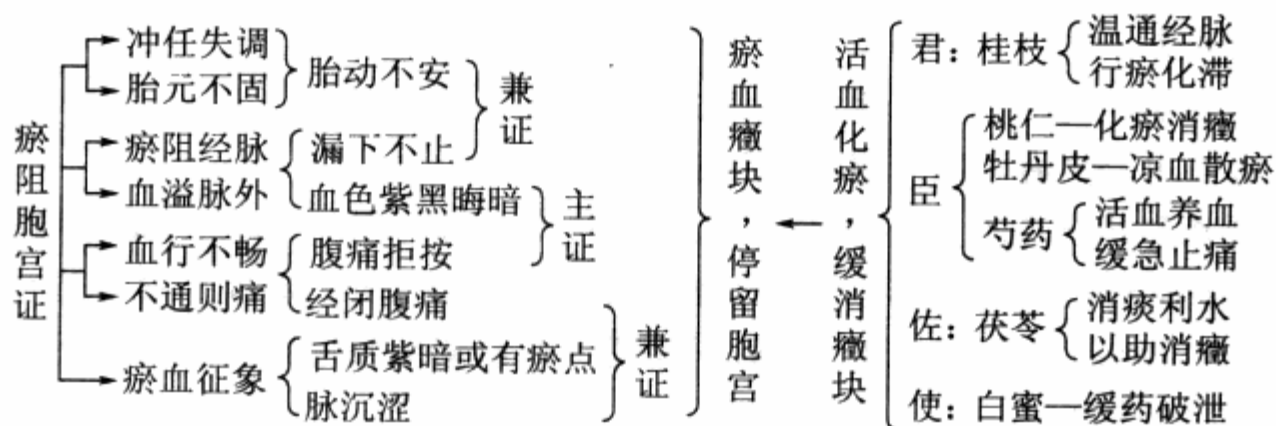 瘀阻胞宫证
冲任失调
胎元不固
胎动不安
瘀阻经脉
血溢脉外
漏下不止
血色紫黑晦暗
兼证
血行不畅
不通则痛
腹痛拒按
经闭腹痛
主证
瘀血征象
舌质紫暗或有瘀点
脉沉涩
兼证
瘀血癥块，停留胞宫
活血化瘀，缓消癥块
君：桂枝
温通经脉
行瘀化滞
臣
桃仁—化瘀消癥
牡丹皮—凉血散瘀
芍药
活血养血
缓急止痛
佐：茯苓
消痰利水
以助消癥
使：白蜜—缓药破泄